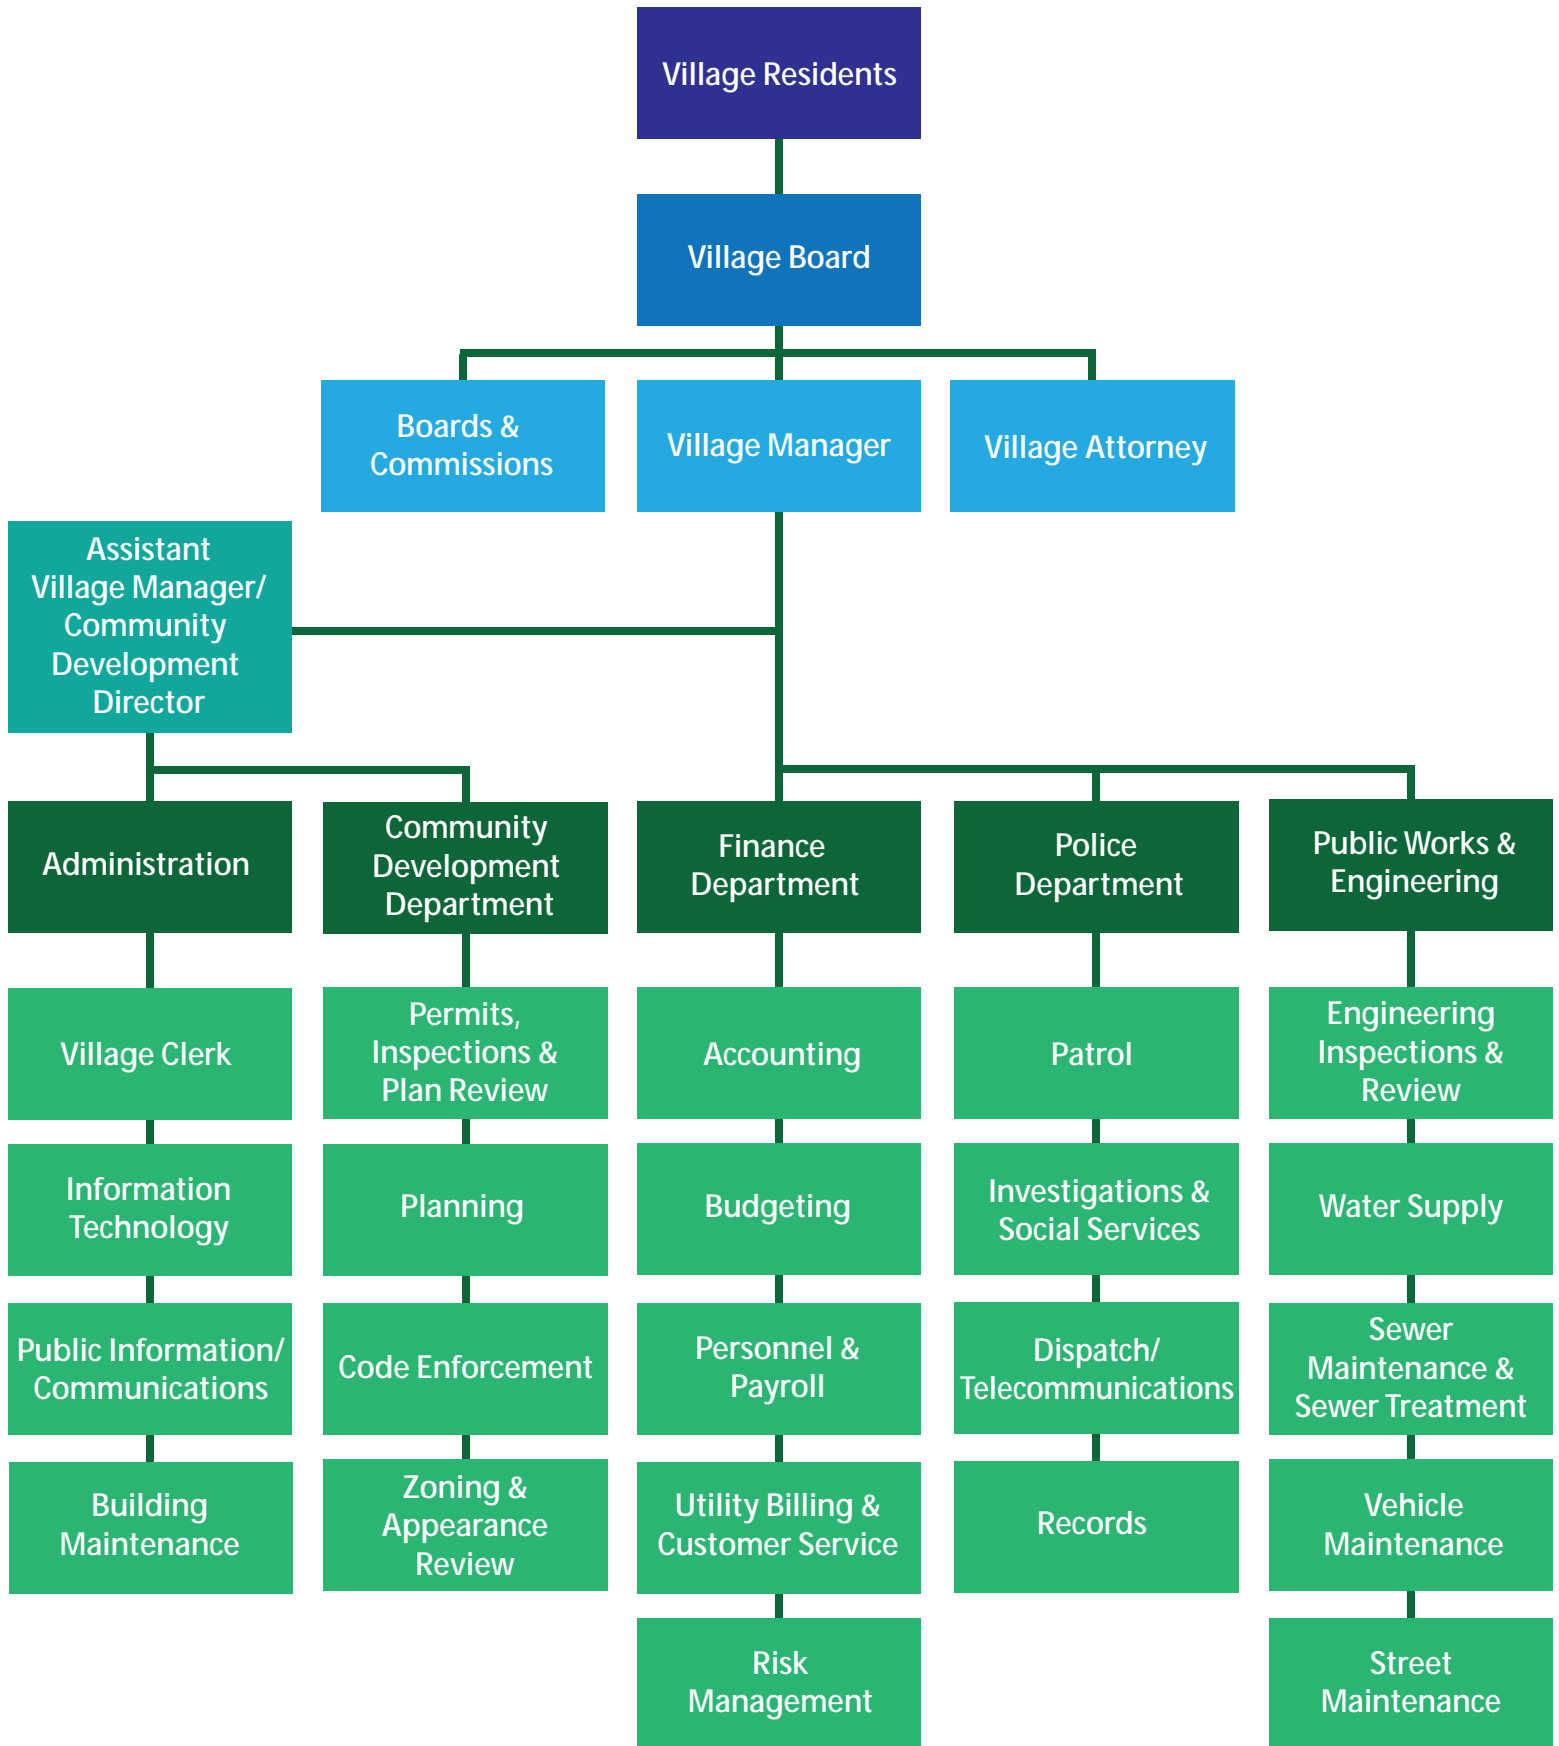 Village Residents
Village Board
Boards &
Commissions
Village Manager
Village Attorney
Assistant
Village Manager/
Community
Development
Director
Administration
Community
Development
Department
Finance
Department
Police
Department
Public Works &
Engineering
Village Clerk
Permits,
Inspections &
Plan Review
Accounting
Patrol
Engineering
Inspections &
Review
Information
Technology
Planning
Budgeting
Investigations &
Social Services
Water Supply
Public Information/
Communications
Code Enforcement
Personnel &
Payroll
Dispatch/
Telecommunications
Sewer
Maintenance &
Sewer Treatment
Building
Maintenance
Zoning &
Appearance
Review
Utility Billing &
Customer Service
Records
Vehicle
Maintenance
Risk
Management
Street
Maintenance